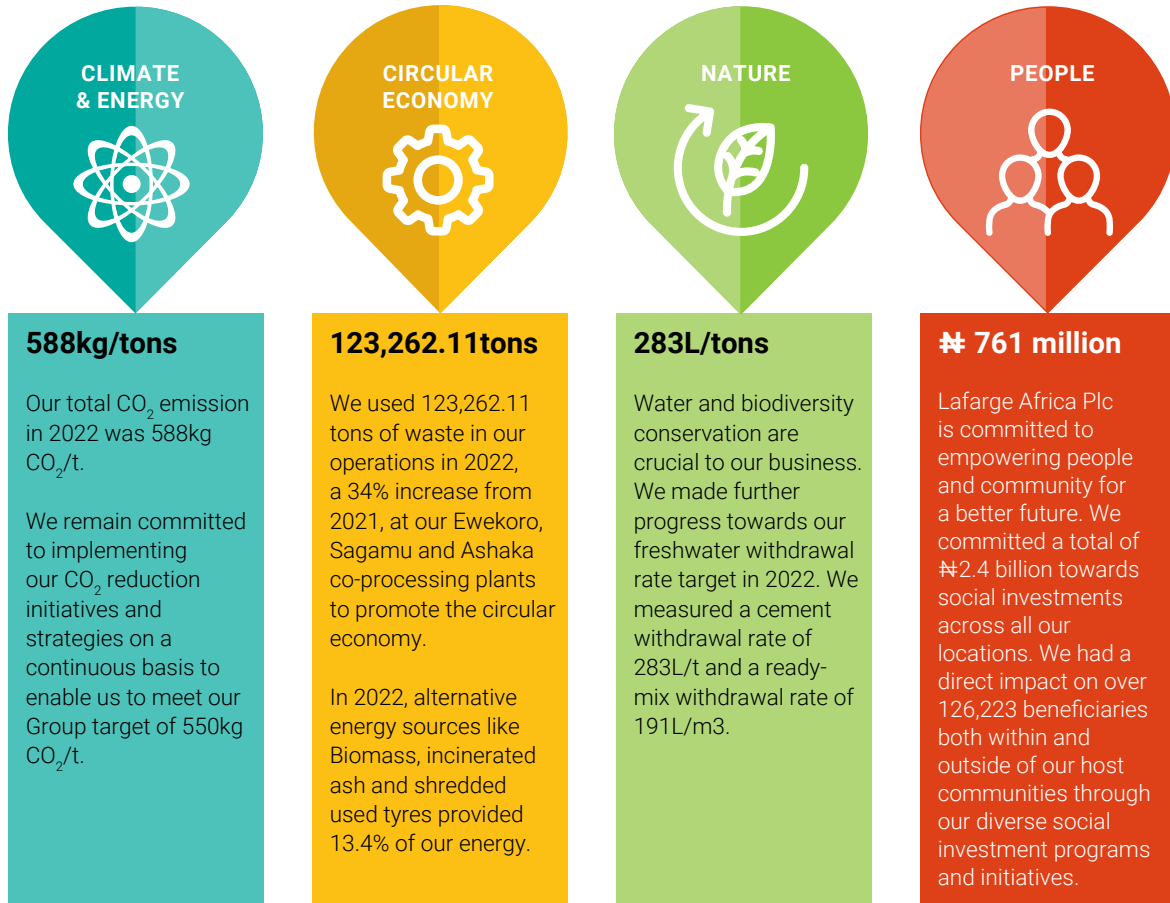 CLIMATE
& ENERGY
588kg/tons
Our total CO₂ emission
in 2022 was 588kg
CO₂/t.
We remain committed
to implementing
our CO₂ reduction
initiatives and
strategies on a
continuous basis to
enable us to meet our
Group target of 550kg
CO₂/t.
CIRCULAR
ECONOMY
123,262.11tons
We used 123,262.11
tons of waste in our
operations in 2022,
a 34% increase from
2021, at our Ewekoro,
Sagamu and Ashaka
co-processing plants
to promote the circular
economy.
In 2022, alternative
energy sources like
Biomass, incinerated
ash and shredded
used tyres provided
13.4% of our energy.
NATURE
283L/tons
Water and biodiversity
conservation are
crucial to our business.
We made further
progress towards our
freshwater withdrawal
rate target in 2022. We
measured a cement
withdrawal rate of
283L/t and a ready-
mix withdrawal rate of
191L/m3.
PEOPLE
₦ 761 million
Lafarge Africa Plc
is committed to
empowering people
and community for
a better future. We
committed a total of
₦2.4 billion towards
social investments
across all our
locations. We had a
direct impact on over
126,223 beneficiaries
both within and
outside of our host
communities through
our diverse social
investment programs
and initiatives.